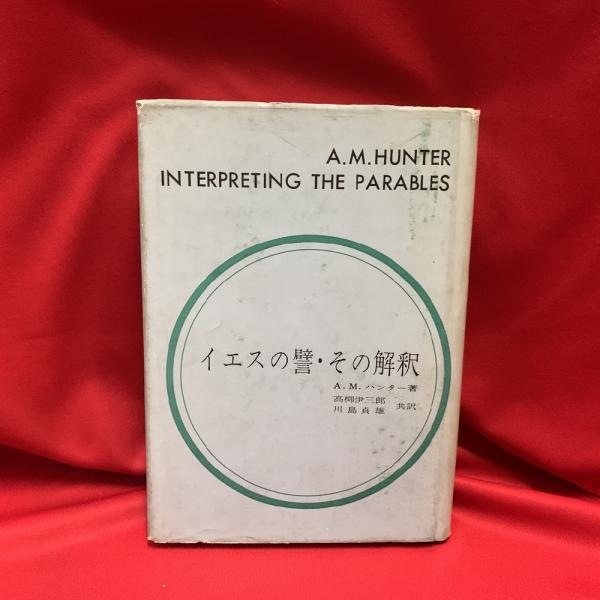 A.M.HUNTER
INTERPRETING THE PARABLES
イエスの譬・その解釈
A.M.ハンター著
高柳伊三郎
川島貞雄 共訳